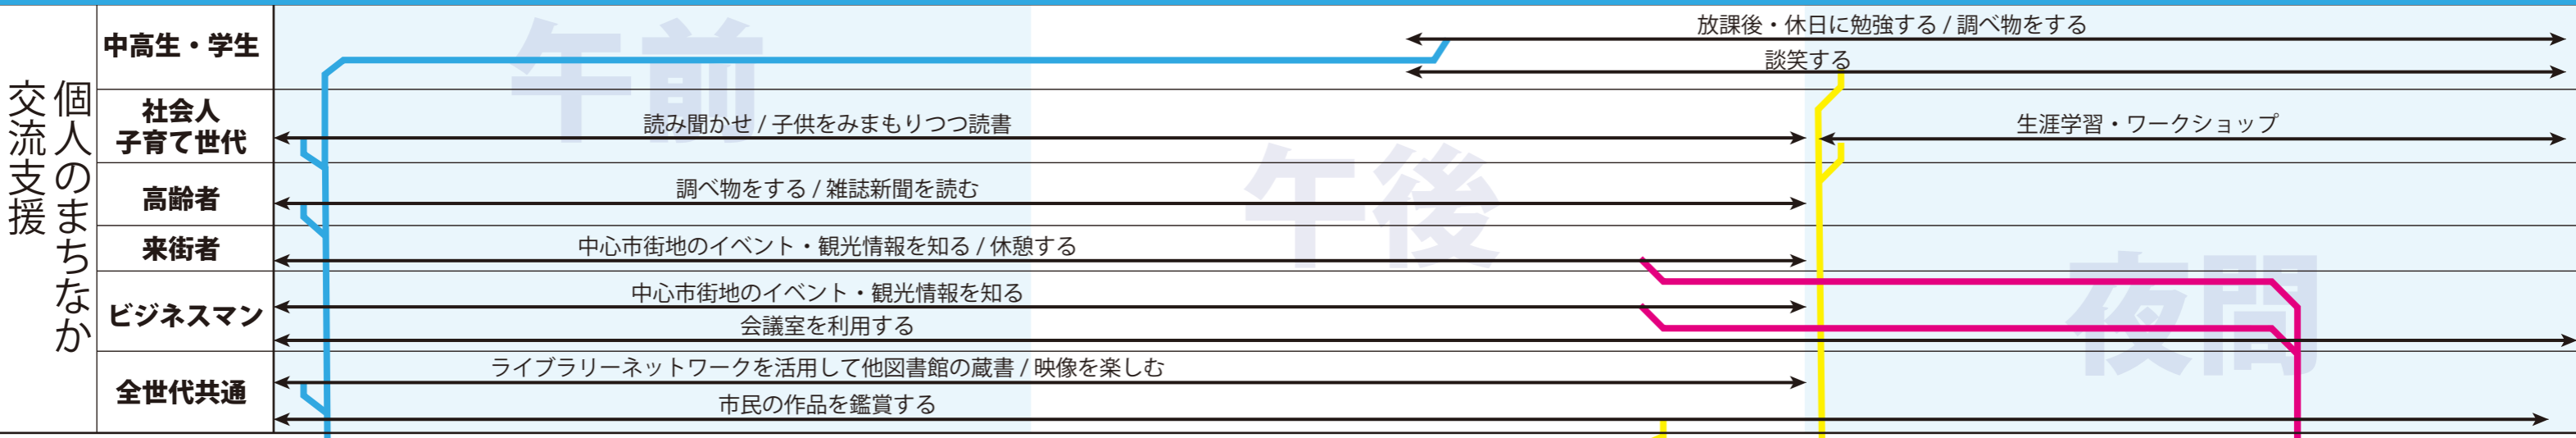 個人のまちなか
交流支援
午前
午後
夜間
中高生・学生
放課後・休日に勉強する / 調べ物をする
談笑する
社会人
子育て世代
読み聞かせ / 子供をみまもりつつ読書
生涯学習・ワークショップ
高齢者
調べ物をする / 雑誌新聞を読む
来街者
中心市街地のイベント・観光情報を知る / 休憩する
ビジネスマン
中心市街地のイベント・観光情報を知る
会議室を利用する
全世代共通
ライブラリーネットワークを活用して他図書館の蔵書 / 映像を楽しむ
市民の作品を鑑賞する